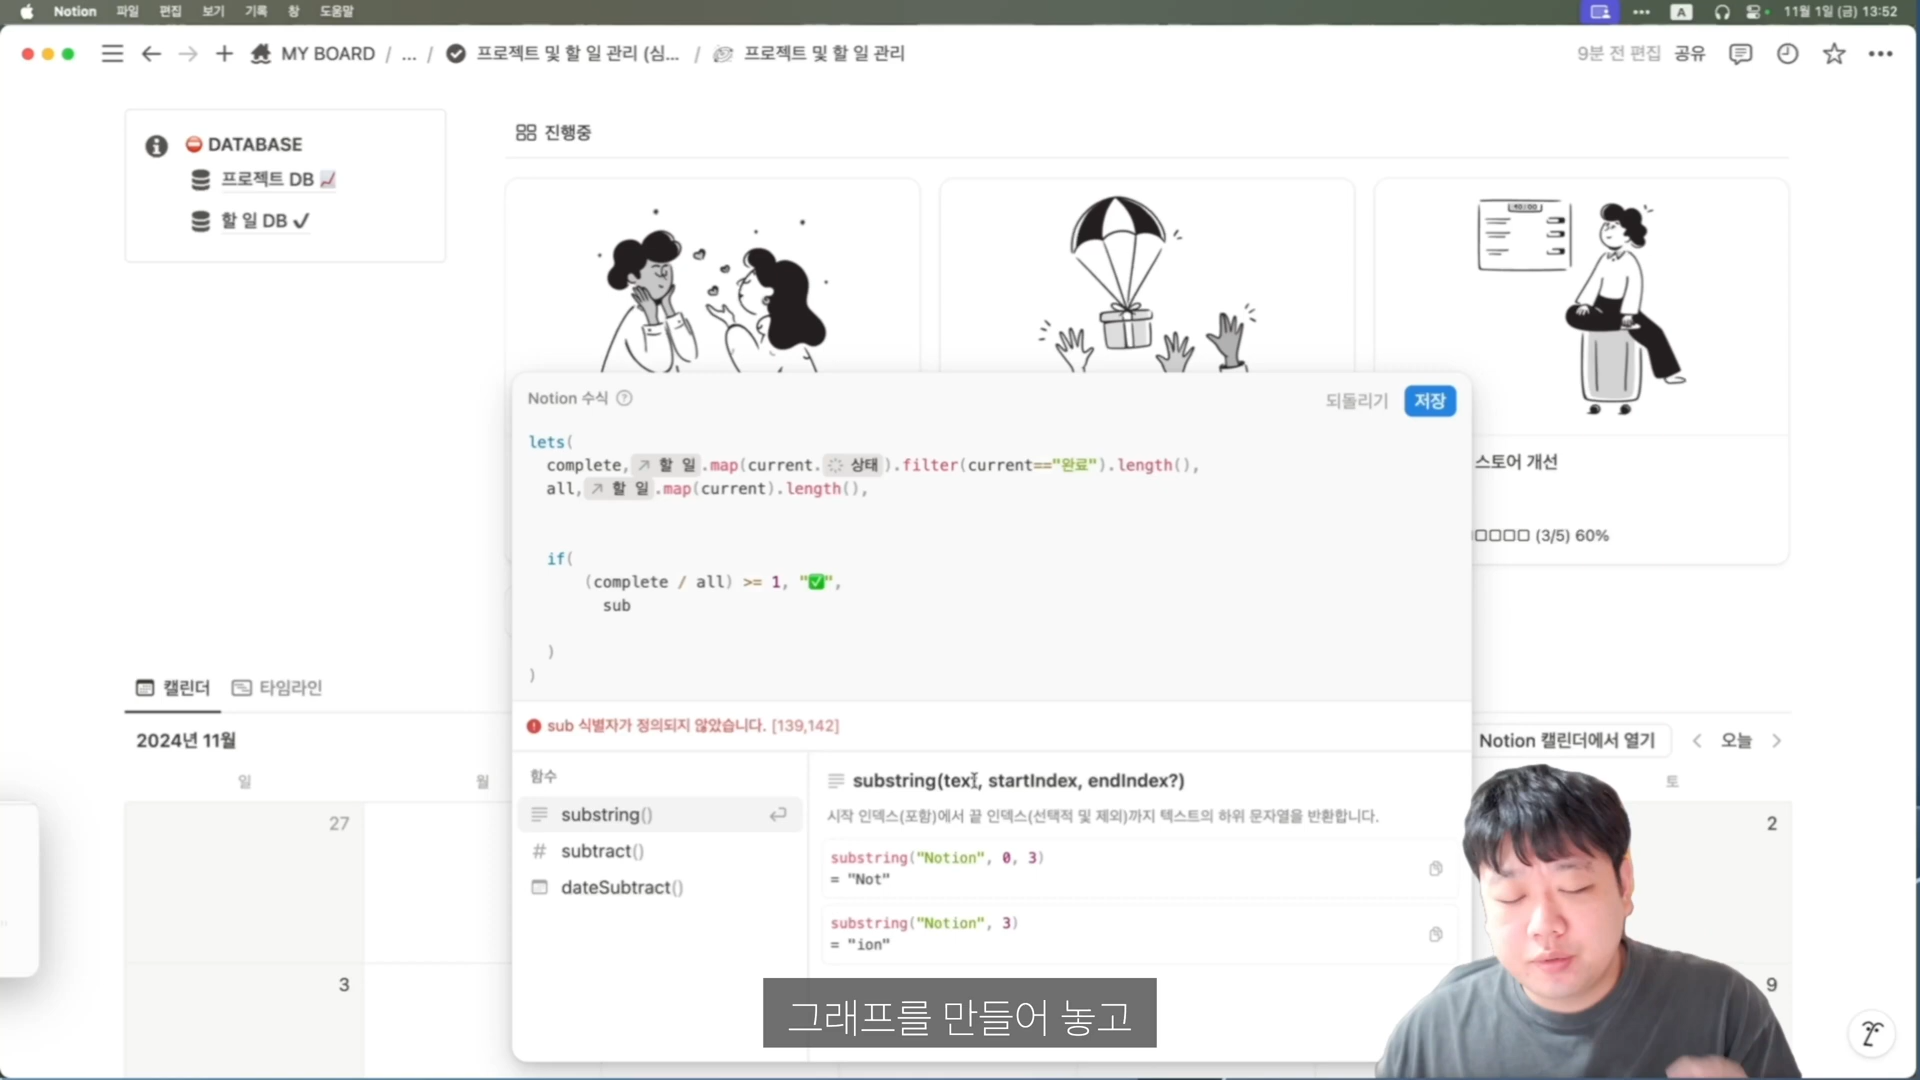 Notion 파일 편집 보기 기록 창 도움말
A 11월 1일 (금) 13:52
MY BOARD / ... / 프로젝트 및 할 일 관리 (심... / 프로젝트 및 할 일 관리
9분 전 편집 공유
DATABASE
프로젝트 DB
할 일 DB
진행중
스토어 개선
(3/5) 60%
Notion 수식
되돌리기 저장
lets(
complete, ↗ 할 일.map(current. 상태).filter(current=="완료").length(),
all, ↗ 할 일.map(current).length(),
if(
(complete / all) >= 1, "✅",
sub
)
)
sub 식별자가 정의되지 않았습니다. [139,142]
함수
substring()
# subtract()
dateSubtract()
substring(text, startIndex, endIndex?)
시작 인덱스(포함)에서 끝 인덱스(선택적 및 제외)까지 텍스트의 하위 문자열을 반환합니다.
substring("Notion", 0, 3)
= "Not"
substring("Notion", 3)
= "ion"
캘린더 타임라인
2024년 11월
Notion 캘린더에서 열기 오늘
일 월 토
27 2
3 9
그래프를 만들어 놓고